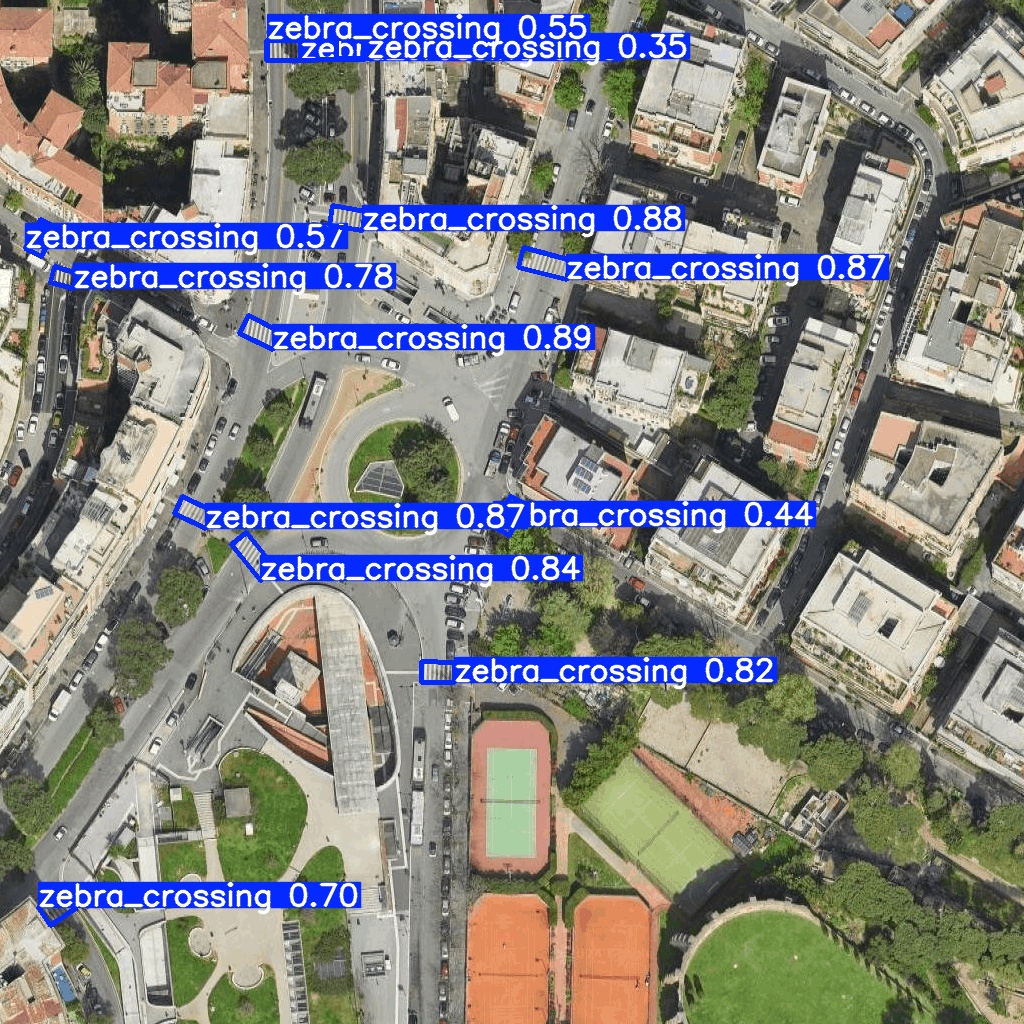 zebra_crossing 0.55
zebra_crossing 0.35
zebra_crossing 0.88
zebra_crossing 0.57
zebra_crossing 0.87
zebra_crossing 0.78
zebra_crossing 0.89
zebra_crossing 0.87
bra_crossing 0.44
zebra_crossing 0.84
zebra_crossing 0.82
zebra_crossing 0.70